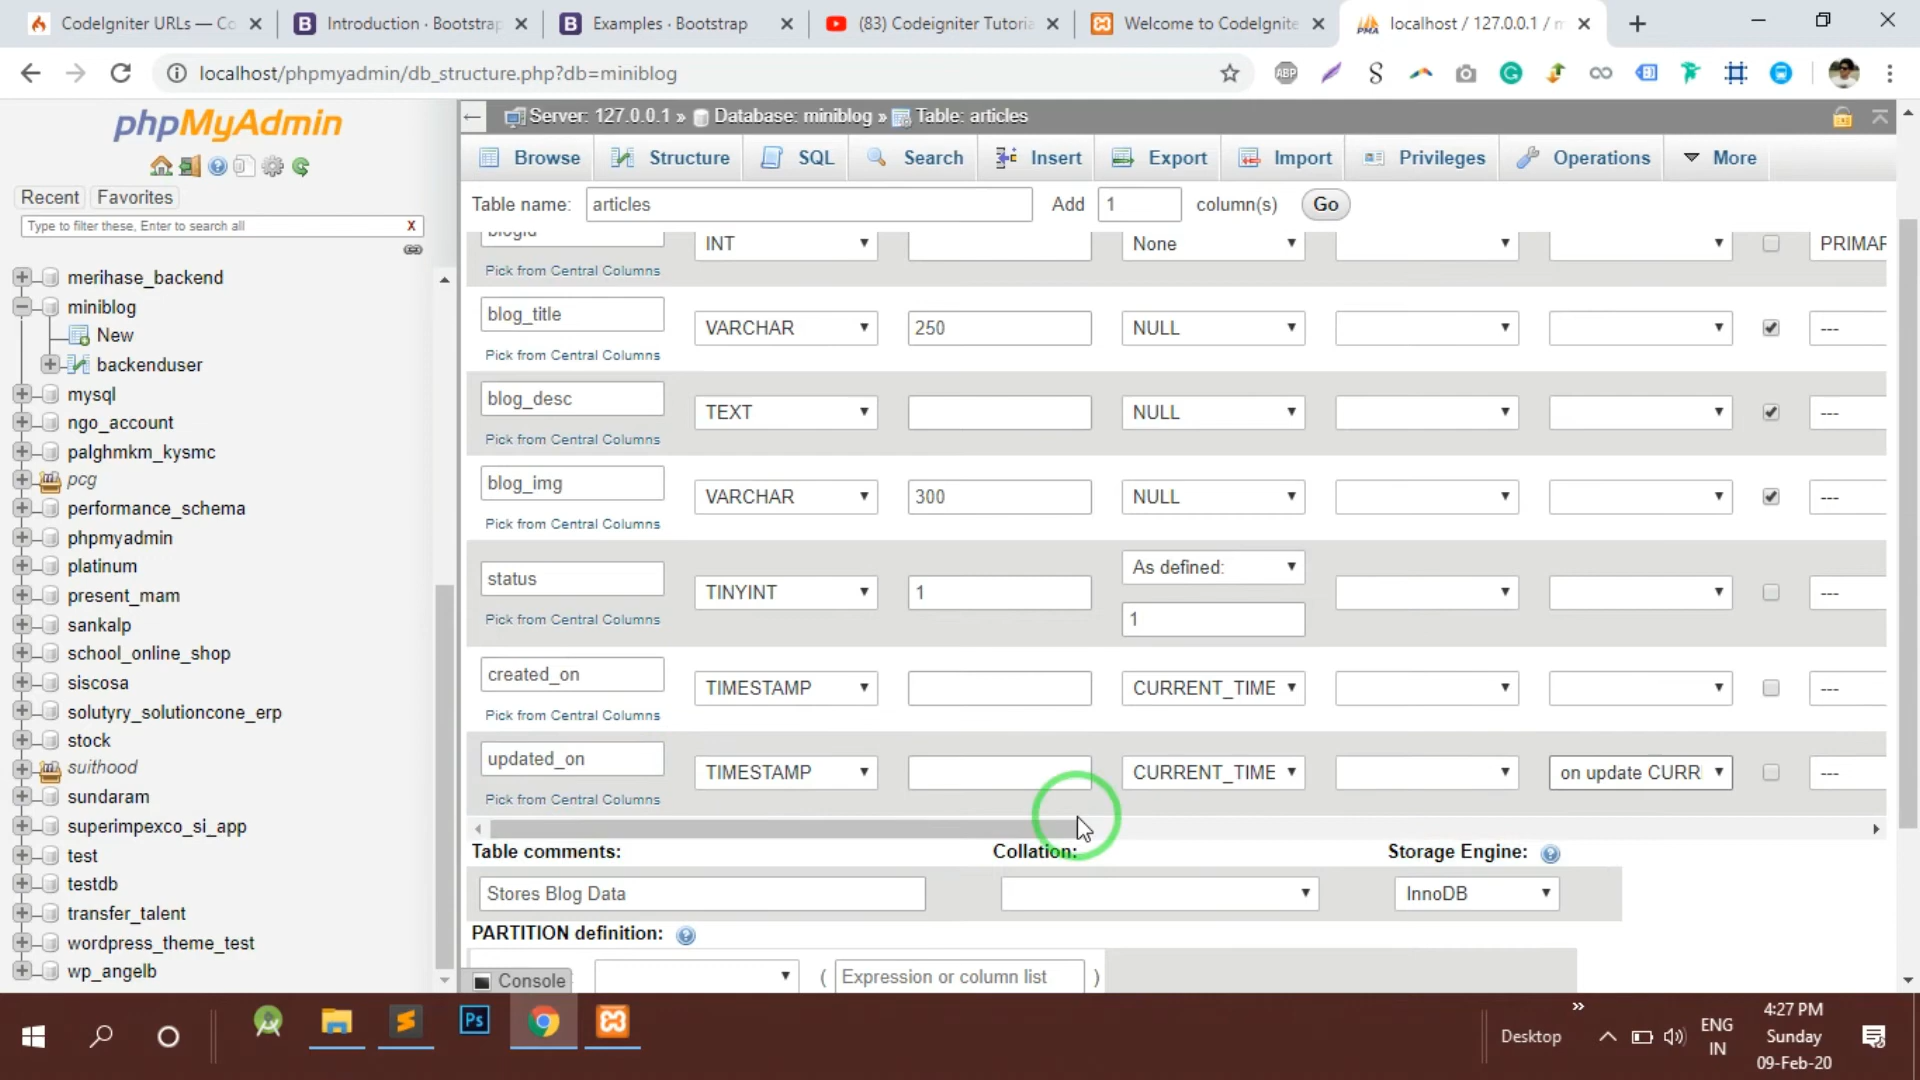 CodeIgniter URLs — Co
Introduction · Bootstrap
Examples · Bootstrap
(83) Codeigniter Tutoria
Welcome to CodeIgnite
localhost / 127.0.0.1 / m
localhost/phpmyadmin/db_structure.php?db=miniblog
ABP
phpMyAdmin
Recent
Favorites
Type to filter these, Enter to search all
X
merihase_backend
miniblog
New
backenduser
mysql
ngo_account
palghmkm_kysmc
pcg
performance_schema
phpmyadmin
platinum
present_mam
sankalp
school_online_shop
siscosa
solutyry_solutioncone_erp
stock
suithood
sundaram
superimpexco_si_app
test
testdb
transfer_talent
wordpress_theme_test
wp_angelb
Server: 127.0.0.1 » Database: miniblog » Table: articles
Browse Structure SQL Search Insert Export Import Privileges Operations More
Table name: articles Add 1 column(s) Go
blogid INT None PRIMAR
Pick from Central Columns
blog_title VARCHAR 250 NULL ---
Pick from Central Columns
blog_desc TEXT NULL ---
Pick from Central Columns
blog_img VARCHAR 300 NULL ---
Pick from Central Columns
status TINYINT 1 As defined: ---
Pick from Central Columns 1
created_on TIMESTAMP CURRENT_TIME ---
Pick from Central Columns
updated_on TIMESTAMP CURRENT_TIME on update CURR ---
Pick from Central Columns
Table comments: Collation: Storage Engine:
Stores Blog Data InnoDB
PARTITION definition:
Console ( Expression or column list )
Ps
Desktop
ENG
IN
4:27 PM
Sunday
09-Feb-20